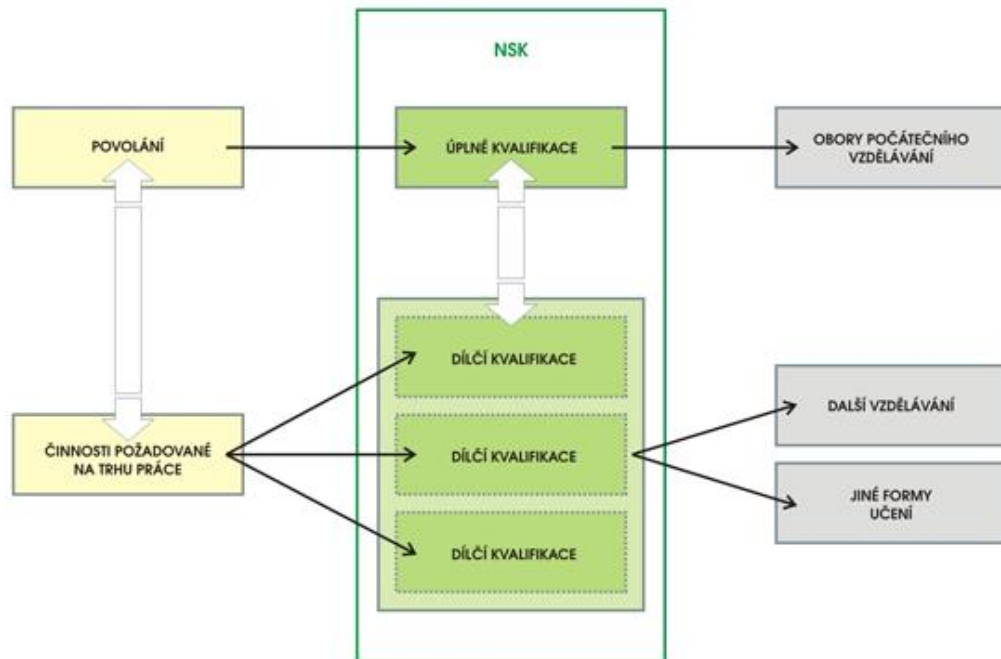 NSK
POVOLÁNÍ
ÚPLNÉ KVALIFIKACE
OBORY POČÁTEČNÍHO
VZDĚLÁVÁNÍ
DÍLČÍ KVALIFIKACE
ČINNOSTI POŽADOVANÉ
NA TRHU PRÁCE
DÍLČÍ KVALIFIKACE
DÍLČÍ KVALIFIKACE
DALŠÍ VZDĚLÁVÁNÍ
JINÉ FORMY
UČENÍ